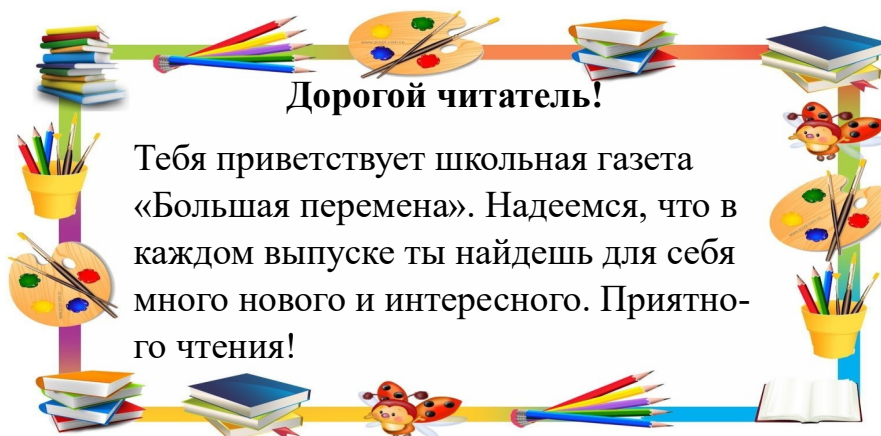 Дорогой читатель!
Тебя приветствует школьная газета
«Большая перемена». Надеемся, что в
каждом выпуске ты найдешь для себя
много нового и интересного. Приятно-
го чтения!